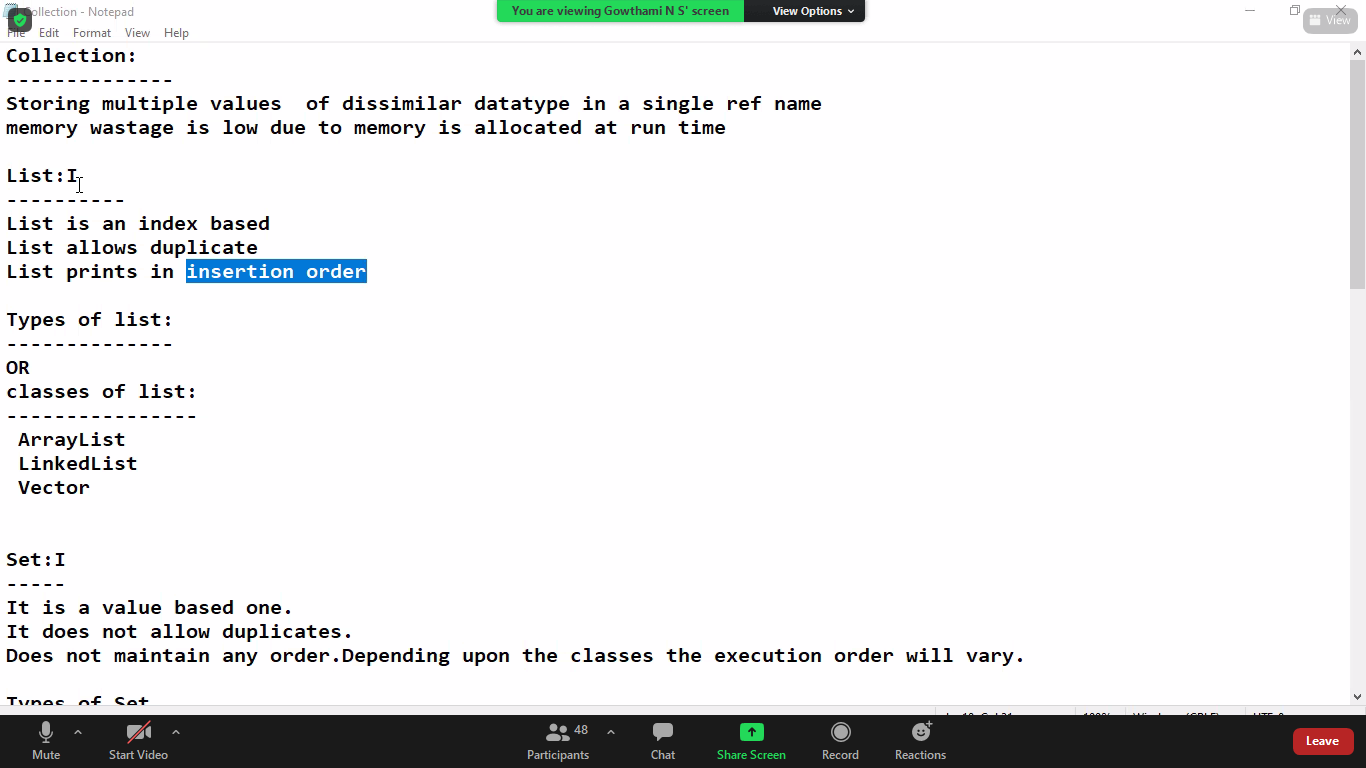 Collection - Notepad
You are viewing Gowthami N S' screen
View Options
View
File Edit Format View Help
Collection:
--------------
Storing multiple values  of dissimilar datatype in a single ref name
memory wastage is low due to memory is allocated at run time
List:I
----------
List is an index based
List allows duplicate
List prints in insertion order
Types of list:
--------------
OR
classes of list:
----------------
ArrayList
LinkedList
Vector
Set:I
-----
It is a value based one.
It does not allow duplicates.
Does not maintain any order.Depending upon the classes the execution order will vary.
Types of Set
Mute Start Video Participants 48 Chat Share Screen Record Reactions Leave